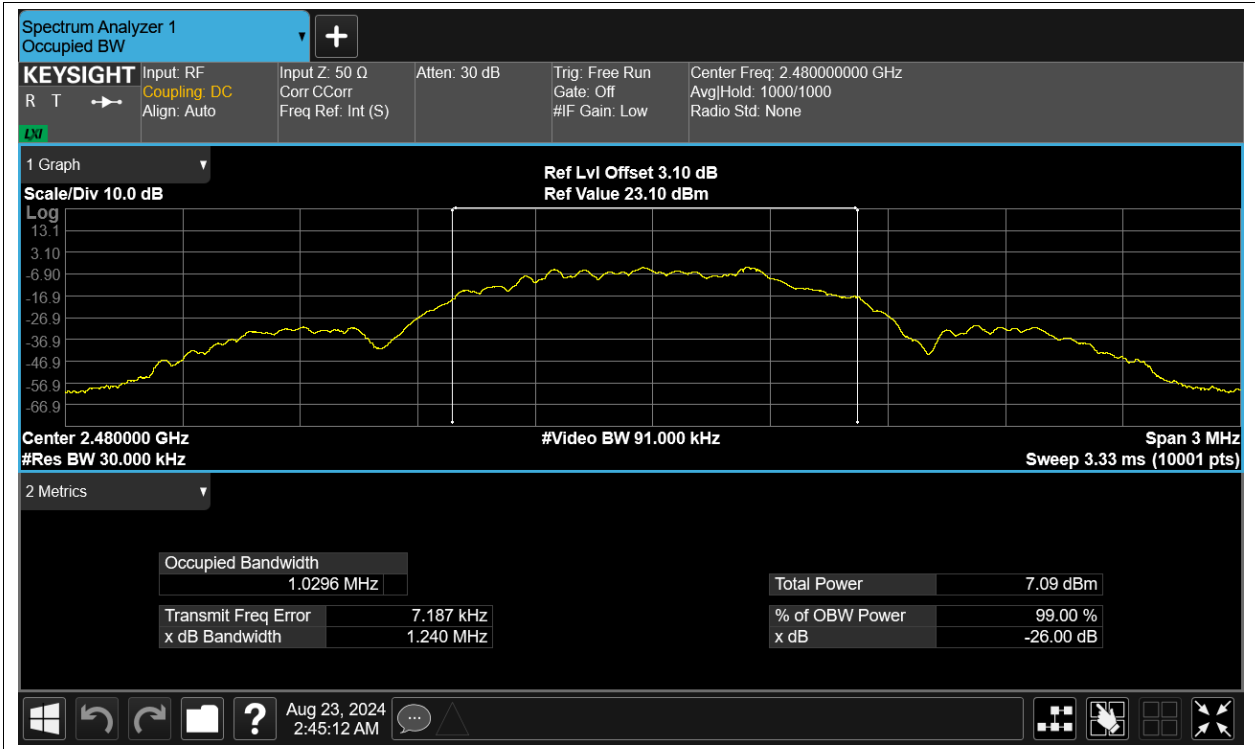 Spectrum Analyzer 1
Occupied BW
KEYSIGHT
R T
LXI
Input: RF
Coupling: DC
Align: Auto
Input Z: 50 Ω
Corr CCorr
Freq Ref: Int (S)
Atten: 30 dB
Trig: Free Run
Gate: Off
#IF Gain: Low
Center Freq: 2.480000000 GHz
Avg|Hold: 1000/1000
Radio Std: None
1 Graph
Scale/Div 10.0 dB
Ref Lvl Offset 3.10 dB
Ref Value 23.10 dBm
Log
13.1
3.10
-6.90
-16.9
-26.9
-36.9
-46.9
-56.9
-66.9
Center 2.480000 GHz
#Video BW 91.000 kHz
Span 3 MHz
#Res BW 30.000 kHz
Sweep 3.33 ms (10001 pts)
2 Metrics
Occupied Bandwidth
1.0296 MHz
Transmit Freq Error 7.187 kHz
x dB Bandwidth 1.240 MHz
Total Power 7.09 dBm
% of OBW Power 99.00 %
x dB -26.00 dB
?
Aug 23, 2024
2:45:12 AM